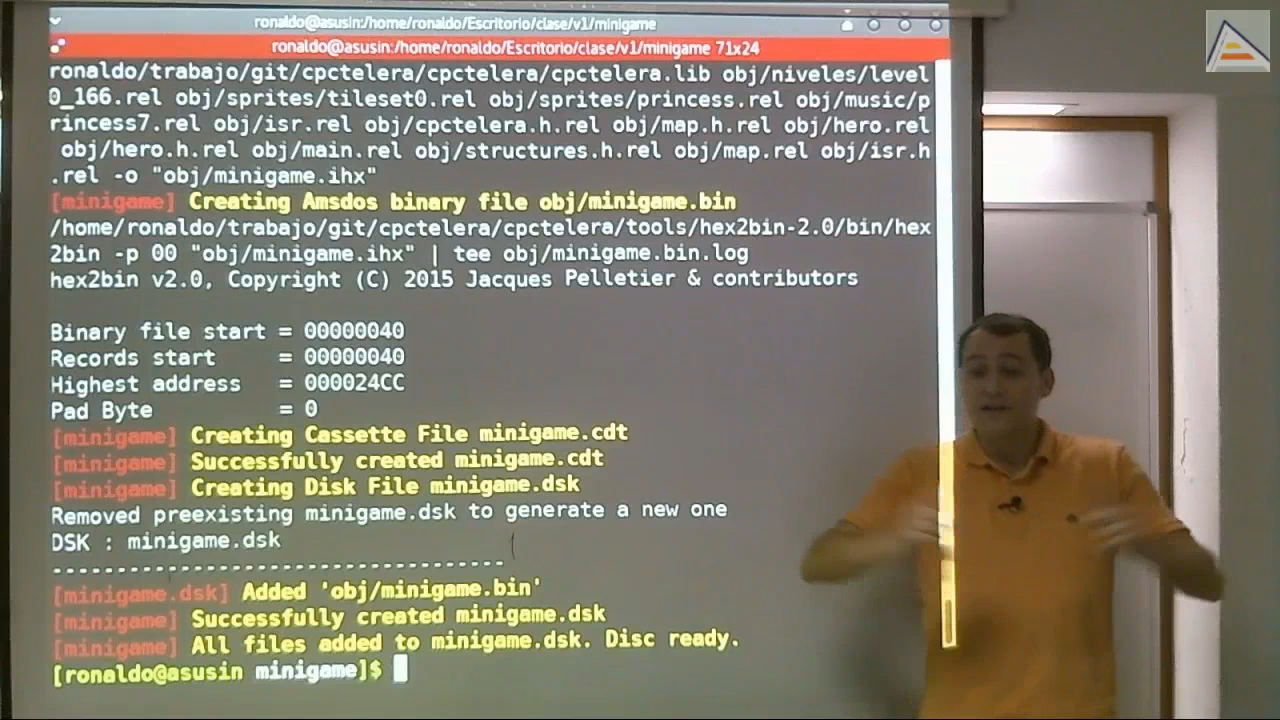 ronaldo@asusin:/home/ronaldo/Escritorio/clase/v1/minigame
ronaldo@asusin:/home/ronaldo/Escritorio/clase/v1/minigame 71x24
ronaldo/trabajo/git/cpctelera/cpctelera/cpctelera.lib obj/niveles/level
0_166.rel obj/sprites/tileset0.rel obj/sprites/princess.rel obj/music/p
rincess7.rel obj/isr.rel obj/cpctelera.h.rel obj/map.h.rel obj/hero.rel
obj/hero.h.rel obj/main.rel obj/structures.h.rel obj/map.rel obj/isr.h
.rel -o "obj/minigame.ihx"
[minigame] Creating Amsdos binary file obj/minigame.bin
/home/ronaldo/trabajo/git/cpctelera/cpctelera/tools/hex2bin-2.0/bin/hex
2bin -p 00 "obj/minigame.ihx" | tee obj/minigame.bin.log
hex2bin v2.0, Copyright (C) 2015 Jacques Pelletier & contributors
Binary file start = 00000040
Records start = 00000040
Highest address = 000024CC
Pad Byte = 0
[minigame] Creating Cassette File minigame.cdt
[minigame] Successfully created minigame.cdt
[minigame] Creating Disk File minigame.dsk
Removed preexisting minigame.dsk to generate a new one
DSK : minigame.dsk
------------------------------------
[minigame.dsk] Added 'obj/minigame.bin'
[minigame] Successfully created minigame.dsk
[minigame] All files added to minigame.dsk. Disc ready.
[ronaldo@asusin minigame]$